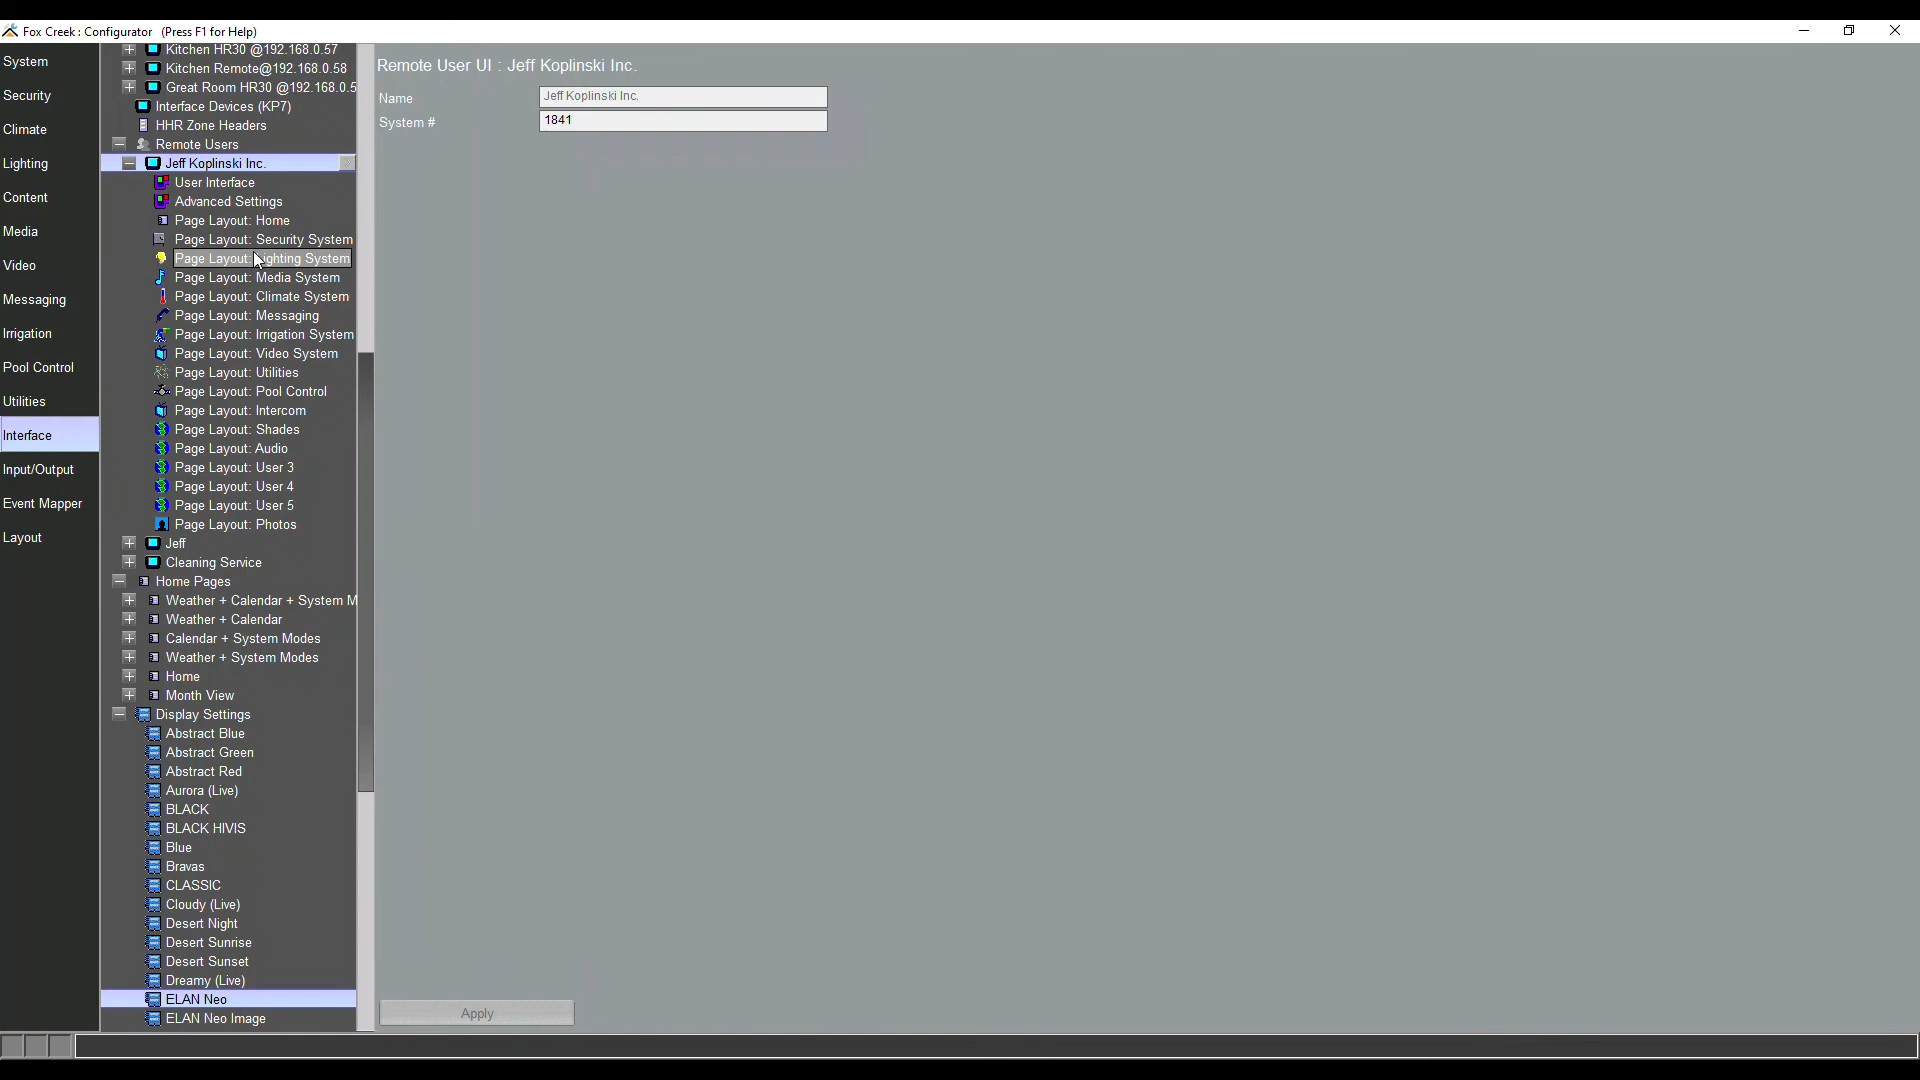 Fox Creek : Configurator   (Press F1 for Help)
System
Security
Climate
Lighting
Content
Media
Video
Messaging
Irrigation
Pool Control
Utilities
Interface
Input/Output
Event Mapper
Layout
Kitchen HR30 @192.168.0.57
Kitchen Remote@192.168.0.58
Great Room HR30 @192.168.0.5
Interface Devices (KP7)
HHR Zone Headers
Remote Users
Jeff Koplinski Inc.
User Interface
Advanced Settings
Page Layout: Home
Page Layout: Security System
Page Layout: Lighting System
Page Layout: Media System
Page Layout: Climate System
Page Layout: Messaging
Page Layout: Irrigation System
Page Layout: Video System
Page Layout: Utilities
Page Layout: Pool Control
Page Layout: Intercom
Page Layout: Shades
Page Layout: Audio
Page Layout: User 3
Page Layout: User 4
Page Layout: User 5
Page Layout: Photos
Jeff
Cleaning Service
Home Pages
Weather + Calendar + System M
Weather + Calendar
Calendar + System Modes
Weather + System Modes
Home
Month View
Display Settings
Abstract Blue
Abstract Green
Abstract Red
Aurora (Live)
BLACK
BLACK HIVIS
Blue
Bravas
CLASSIC
Cloudy (Live)
Desert Night
Desert Sunrise
Desert Sunset
Dreamy (Live)
ELAN Neo
ELAN Neo Image
Remote User UI : Jeff Koplinski Inc.
Name Jeff Koplinski Inc.
System # 1841
Apply